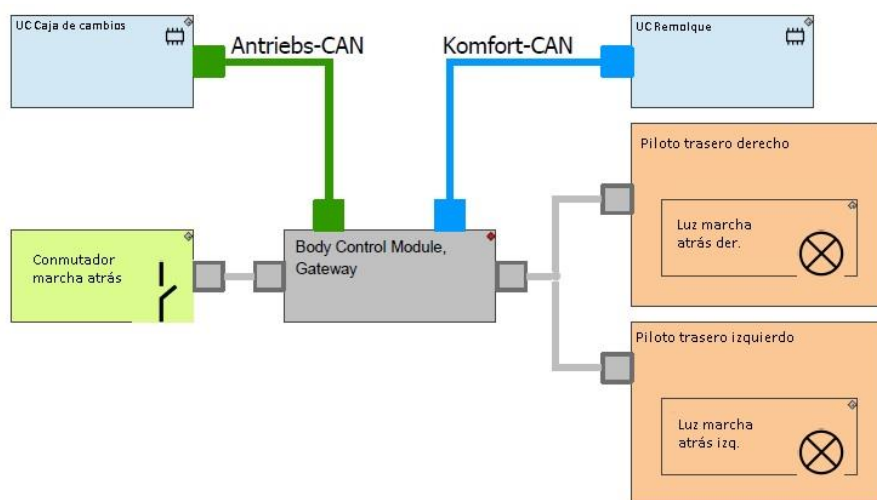 UC Caja de cambios
Antriebs-CAN
Komfort-CAN
UC Remolque
Piloto trasero derecho
Luz marcha
atrás der.
Conmutador
marcha atrás
Body Control Module,
Gateway
Piloto trasero izquierdo
Luz marcha
atrás izq.